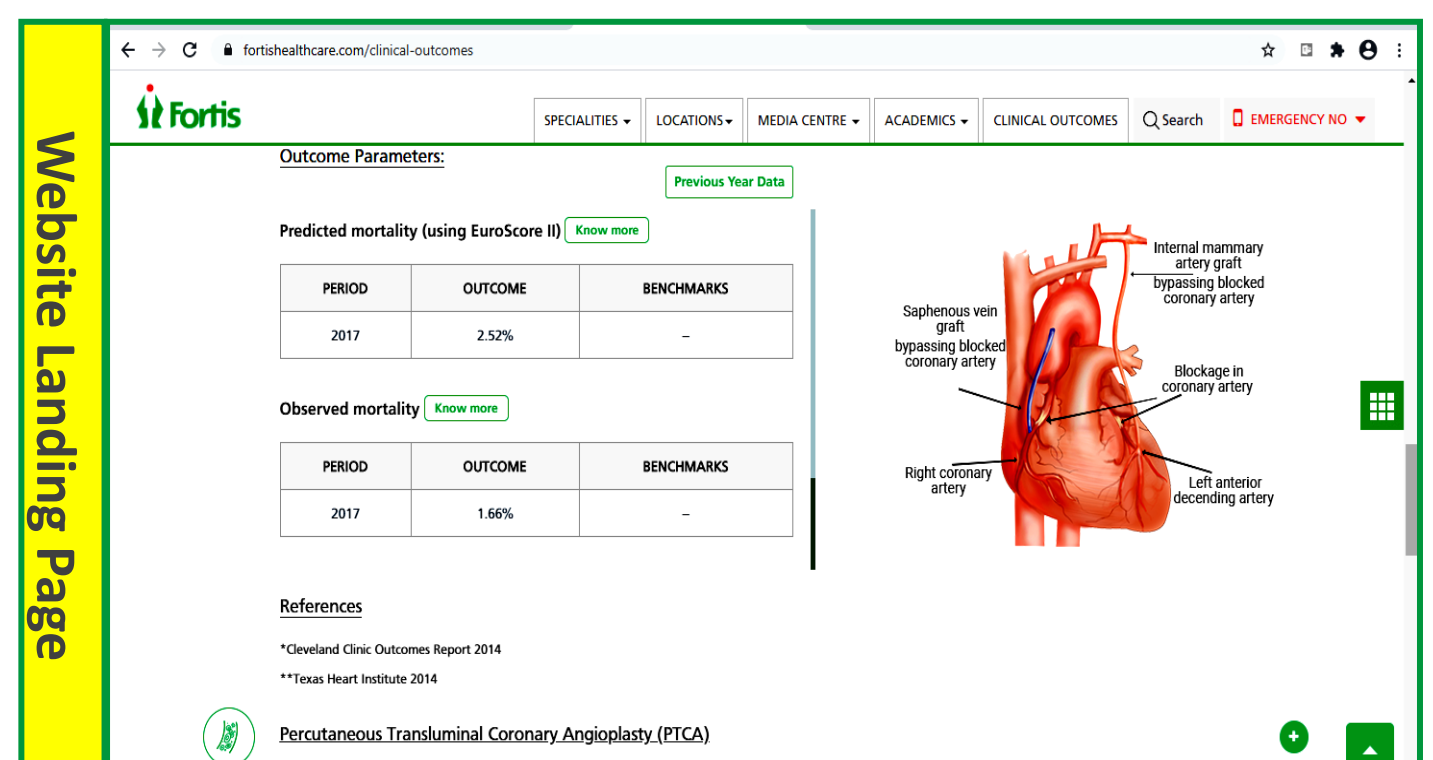 Website Landing Page
fortishealthcare.com/clinical-outcomes
Fortis
SPECIALITIES
LOCATIONS
MEDIA CENTRE
ACADEMICS
CLINICAL OUTCOMES
Search
EMERGENCY NO
Outcome Parameters:
Previous Year Data
Predicted mortality (using EuroScore II) Know more
PERIOD OUTCOME BENCHMARKS
2017 2.52% –
Observed mortality Know more
PERIOD OUTCOME BENCHMARKS
2017 1.66% –
Internal mammary
artery graft
bypassing blocked
coronary artery
Saphenous vein
graft
bypassing blocked
coronary artery
Blockage in
coronary artery
Right coronary
artery
Left anterior
decending artery
References
*Cleveland Clinic Outcomes Report 2014
**Texas Heart Institute 2014
Percutaneous Transluminal Coronary Angioplasty (PTCA)